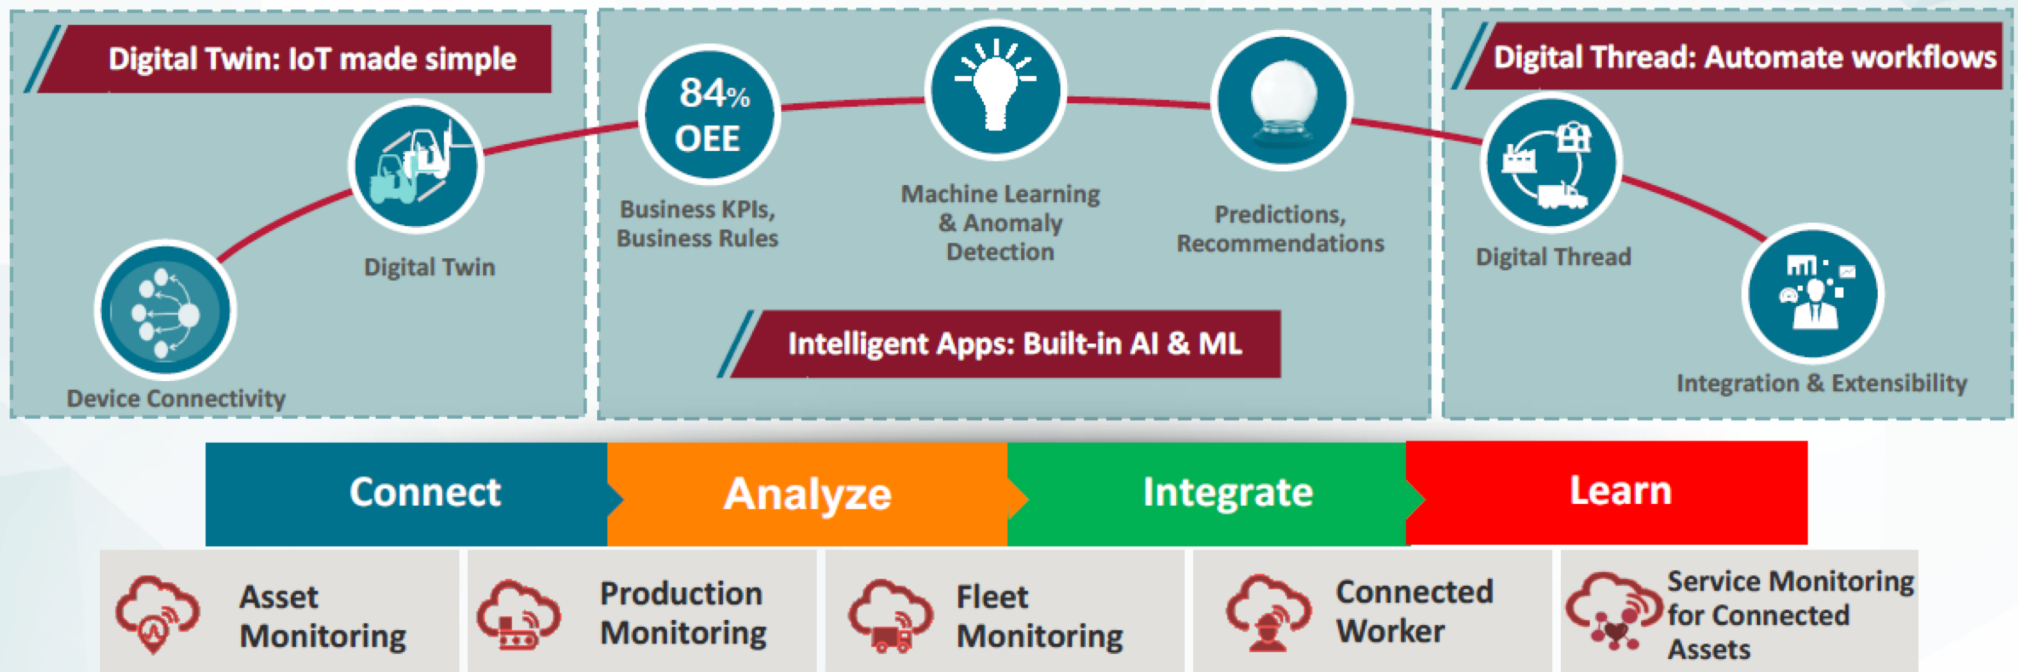 Digital Twin: IoT made simple
Digital Twin
Device Connectivity
84%
OEE
Business KPIs,
Business Rules
Machine Learning
& Anomaly
Detection
Predictions,
Recommendations
Intelligent Apps: Built-in AI & ML
Digital Thread: Automate workflows
Digital Thread
Integration & Extensibility
Connect
Analyze
Integrate
Learn
Asset
Monitoring
Production
Monitoring
Fleet
Monitoring
Connected
Worker
Service Monitoring
for Connected
Assets